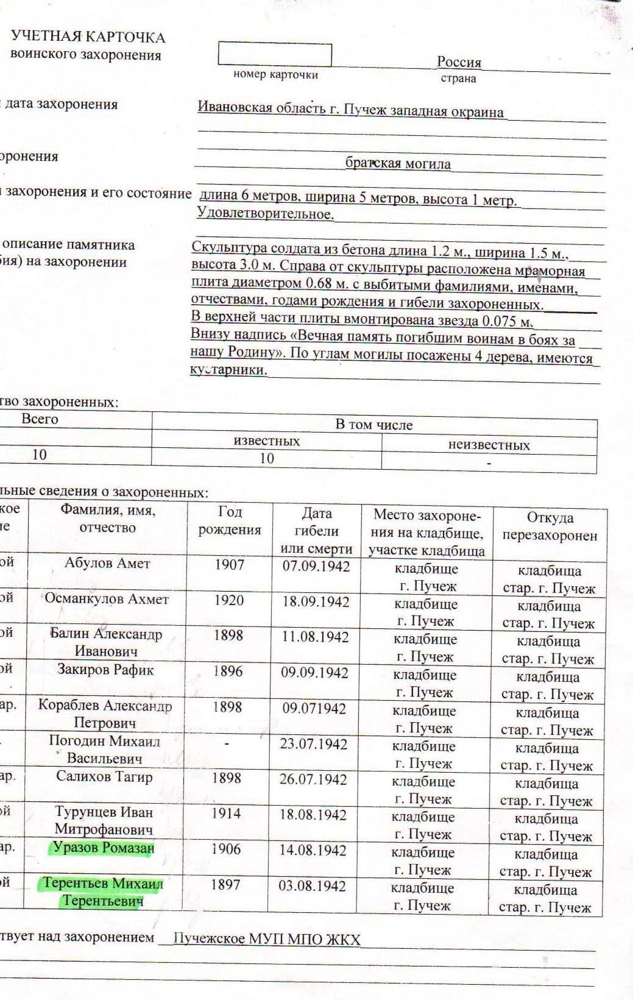 УЧЕТНАЯ КАРТОЧКА
воинского захоронения
Россия
номер карточки
страна
дата захоронения
Ивановская область г. Пучеж западная окраина
оронения
братская могила
захоронения и его состояние длина 6 метров, ширина 5 метров, высота 1 метр.
Удовлетворительное.
описание памятника
Скульптура солдата из бетона длина 1.2 м., ширина 1.5 м.,
бия) на захоронении
высота 3.0 м. Справа от скульптуры расположена мраморная
плита диаметром 0.68 м. с выбитыми фамилиями, именами,
отчествами, годами рождения и гибели захороненных.
В верхней части плиты вмонтирована звезда 0.075 м.
Внизу надпись «Вечная память погибшим воинам в боях за
нашу Родину». По углам могилы посажены 4 дерева, имеются
кустарники.
тво захороненных:
Всего
В том числе
известных
неизвестных
10
10
-
льные сведения о захороненных:
кое
ие
Фамилия, имя,
отчество
Год
рождения
Дата
гибели
или смерти
Место захороне-
ния на кладбище,
участке кладбища
Откуда
перезахоронен
ой Абулов Амет 1907 07.09.1942 кладбище кладбища
г. Пучеж стар. г. Пучеж
ой Османкулов Ахмет 1920 18.09.1942 кладбище кладбища
г. Пучеж стар. г. Пучеж
ой Балин Александр 1898 11.08.1942 кладбище кладбища
Иванович г. Пучеж стар. г. Пучеж
ой Закиров Рафик 1896 09.09.1942 кладбище кладбища
г. Пучеж стар. г. Пучеж
ар. Кораблев Александр 1898 09.071942 кладбище кладбища
Петрович г. Пучеж стар. г. Пучеж
. Погодин Михаил - 23.07.1942 кладбище кладбища
Васильевич г. Пучеж стар. г. Пучеж
ар. Салихов Тагир 1898 26.07.1942 кладбище кладбища
г. Пучеж стар. г. Пучеж
ой Турунцев Иван 1914 18.08.1942 кладбище кладбища
Митрофанович г. Пучеж стар. г. Пучеж
ар. Уразов Ромазан 1906 14.08.1942 кладбище кладбища
г. Пучеж стар. г. Пучеж
ой Терентьев Михаил 1897 03.08.1942 кладбище кладбища
Терентьевич г. Пучеж стар. г. Пучеж
твует над захоронением Пучежское МУП МПО ЖКХ